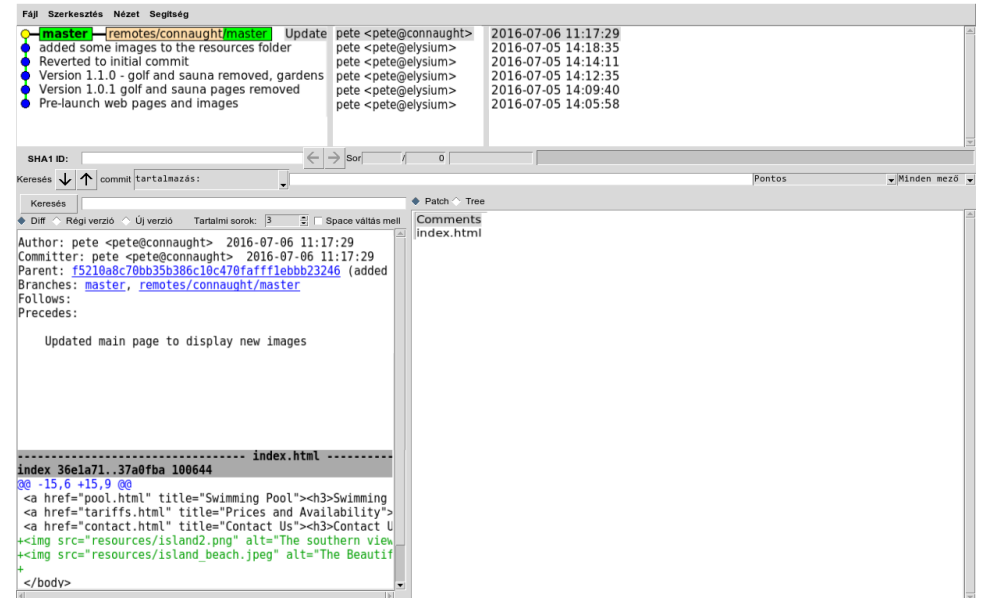 Fájl Szerkesztés Nézet Segítség
master remotes/connaught/master Update pete <pete@connaught> 2016-07-06 11:17:29
added some images to the resources folder pete <pete@elysium> 2016-07-05 14:18:35
Reverted to initial commit pete <pete@elysium> 2016-07-05 14:14:11
Version 1.1.0 - golf and sauna removed, gardens pete <pete@elysium> 2016-07-05 14:12:35
Version 1.0.1 golf and sauna pages removed pete <pete@elysium> 2016-07-05 14:09:40
Pre-launch web pages and images pete <pete@elysium> 2016-07-05 14:05:58
SHA1 ID: Sor / 0
Keresés commit tartalmazás: Pontos Minden mező
Keresés Patch Tree
Diff Régi verzió Új verzió Tartalmi sorok: 3 Space váltás mell
Comments
index.html
Author: pete <pete@connaught> 2016-07-06 11:17:29
Committer: pete <pete@connaught> 2016-07-06 11:17:29
Parent: f5210a8c70bb35b386c10c470fafff1ebbb23246 (added
Branches: master, remotes/connaught/master
Follows:
Precedes:
Updated main page to display new images
-------------------------------- index.html ----------
index 36e1a71..37a0fba 100644
@@ -15,6 +15,9 @@
<a href="pool.html" title="Swimming Pool"><h3>Swimming
<a href="tariffs.html" title="Prices and Availability">
<a href="contact.html" title="Contact Us"><h3>Contact U
+<img src="resources/island2.png" alt="The southern view
+<img src="resources/island_beach.jpeg" alt="The Beautif
+
</body>